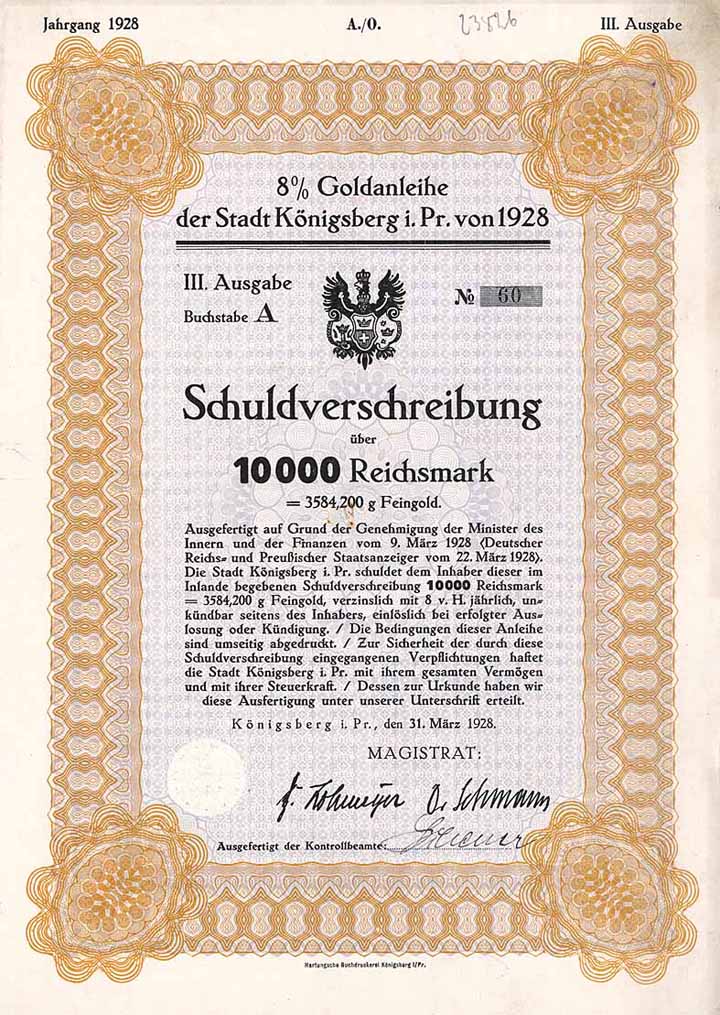 Jahrgang 1928 A./O. 23826 III. Ausgabe
8% Goldanleihe
der Stadt Königsberg i. Pr. von 1928
III. Ausgabe
Buchstabe A
№ 60
Schuldverschreibung
über
10000 Reichsmark
= 3584,200 g Feingold.
Ausgefertigt auf Grund der Genehmigung der Minister des
Innern und der Finanzen vom 9. März 1928 (Deutscher
Reichs= und Preußischer Staatsanzeiger vom 22. März 1928).
Die Stadt Königsberg i. Pr. schuldet dem Inhaber dieser im
Inlande begebenen Schuldverschreibung 10000 Reichsmark
= 3584,200 g Feingold, verzinslich mit 8 v. H. jährlich, un=
kündbar seitens des Inhabers, einlöslich bei erfolgter Aus=
losung oder Kündigung. / Die Bedingungen dieser Anleihe
sind umseitig abgedruckt. / Zur Sicherheit der durch diese
Schuldverschreibung eingegangenen Verpflichtungen haftet
die Stadt Königsberg i. Pr. mit ihrem gesamten Vermögen
und mit ihrer Steuerkraft. / Dessen zur Urkunde haben wir
diese Ausfertigung unter unserer Unterschrift erteilt.
Königsberg i. Pr., den 31. März 1928.
MAGISTRAT:
Lohmeyer
Ausgefertigt der Kontrollbeamte:
Hartungsche Buchdruckerei Königsberg i/Pr.